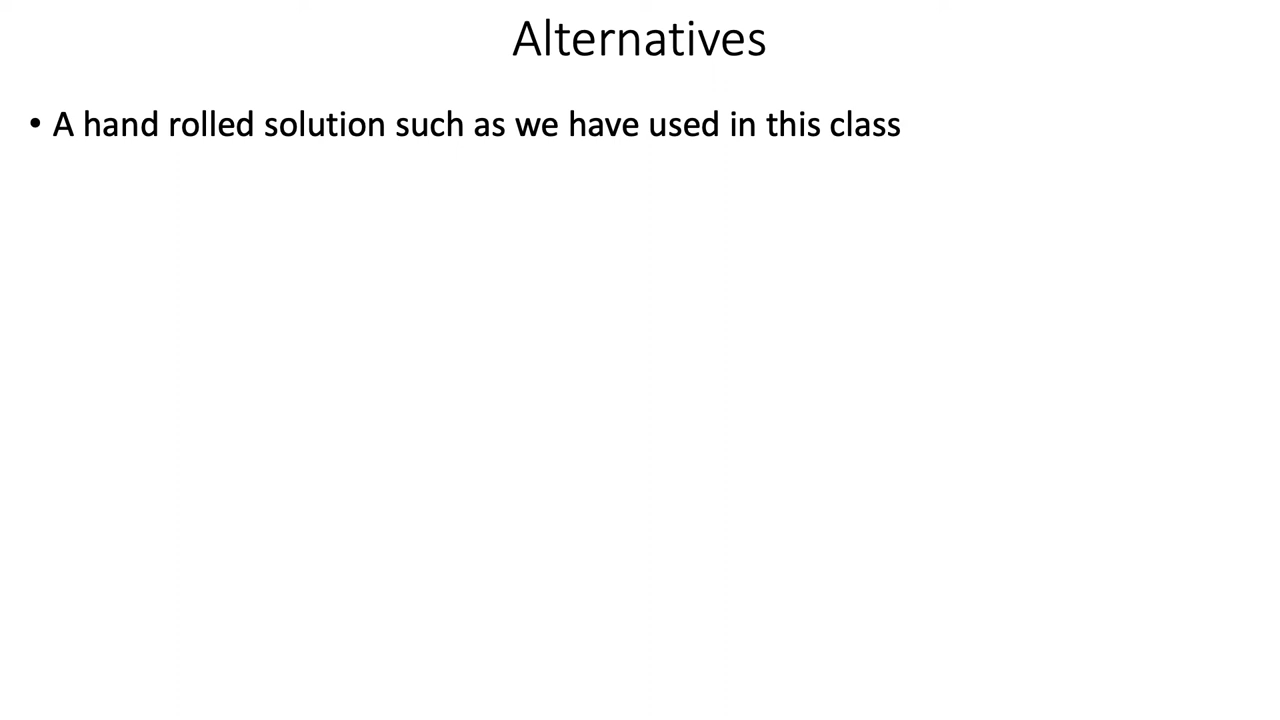 Alternatives
• A hand rolled solution such as we have used in this class